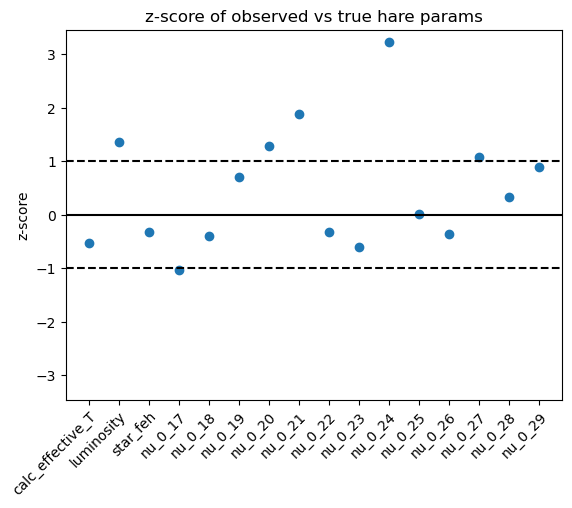 z-score of observed vs true hare params
3
2
1
0
−1
−2
−3
z-score
calc_effective_T
luminosity
star_feh
nu_0_17
nu_0_18
nu_0_19
nu_0_20
nu_0_21
nu_0_22
nu_0_23
nu_0_24
nu_0_25
nu_0_26
nu_0_27
nu_0_28
nu_0_29